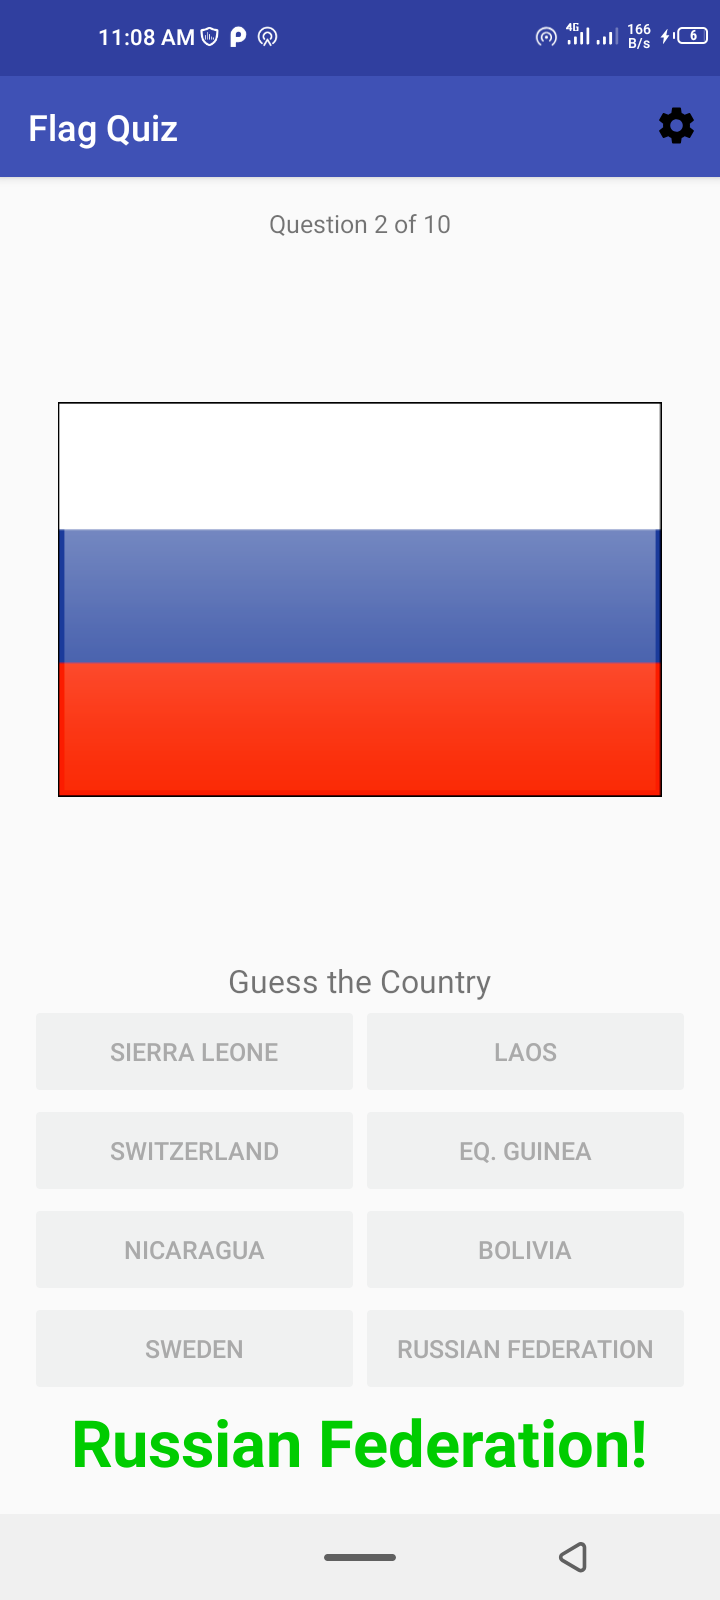 11:08 AM
4G
166
B/s
6
Flag Quiz
Question 2 of 10
Guess the Country
SIERRA LEONE
LAOS
SWITZERLAND
EQ. GUINEA
NICARAGUA
BOLIVIA
SWEDEN
RUSSIAN FEDERATION
Russian Federation!